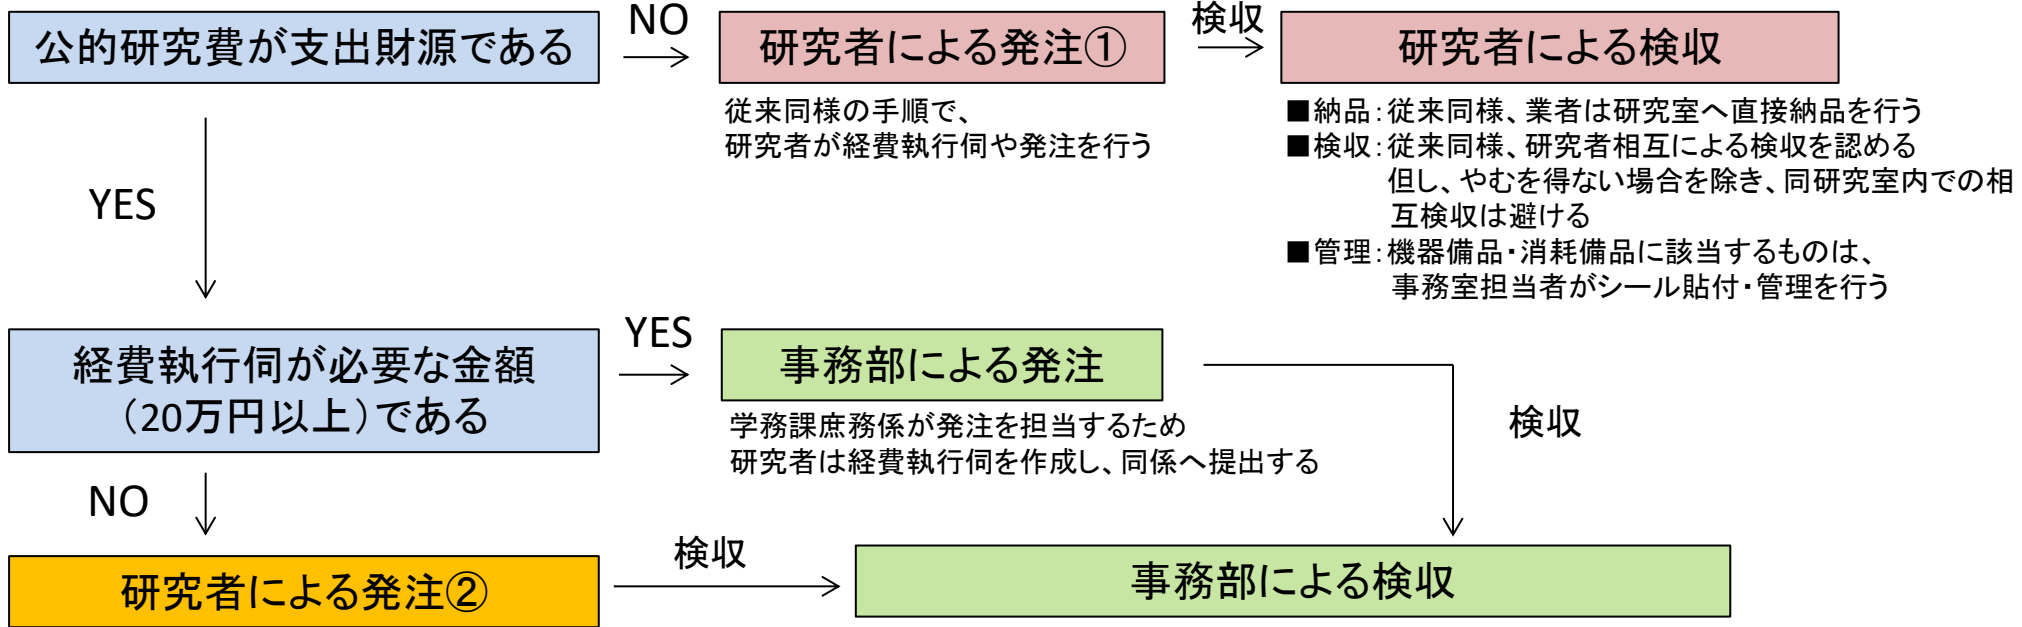 公的研究費が支出財源である
NO
研究者による発注①
検収
研究者による検収
従来同様の手順で、
研究者が経費執行伺や発注を行う
■納品：従来同様、業者は研究室へ直接納品を行う
■検収：従来同様、研究者相互による検収を認める
但し、やむを得ない場合を除き、同研究室内での相
互検収は避ける
■管理：機器備品・消耗備品に該当するものは、
事務室担当者がシール貼付・管理を行う
YES
経費執行伺が必要な金額
（20万円以上）である
YES
事務部による発注
学務課庶務係が発注を担当するため
研究者は経費執行伺を作成し、同係へ提出する
検収
NO
研究者による発注②
検収
事務部による検収